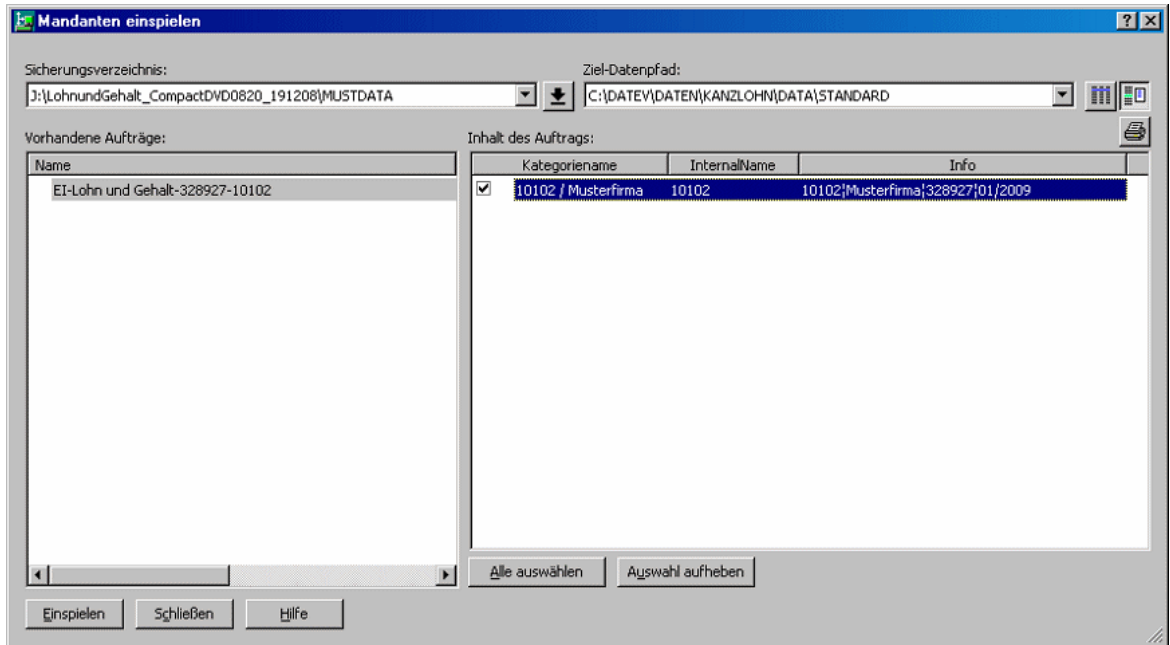 Mandanten einspielen
Sicherungsverzeichnis:
Ziel-Datenpfad:
J:\LohnundGehalt_CompactDVD0820_191208\MUSTDATA
C:\DATEV\DATEN\KANZLOHN\DATA\STANDARD
Vorhandene Aufträge:
Inhalt des Auftrags:
Name
Kategoriename InternalName Info
EI-Lohn und Gehalt-328927-10102
10102 / Musterfirma 10102 10102¦Musterfirma¦328927¦01/2009
Alle auswählen Auswahl aufheben
Einspielen Schließen Hilfe